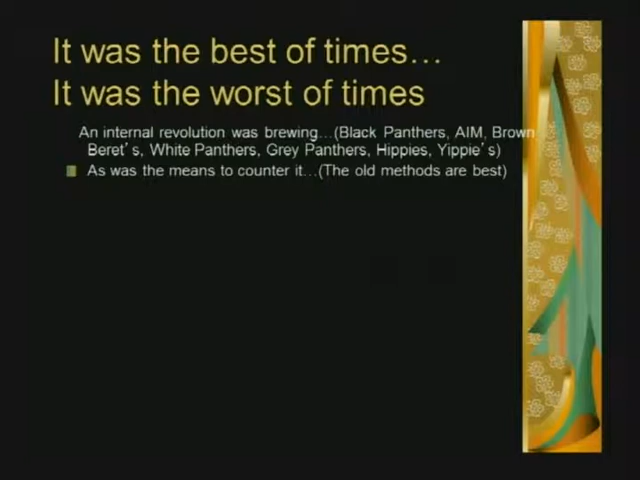 It was the best of times…
It was the worst of times
An internal revolution was brewing…(Black Panthers, AIM, Brown
Beret's, White Panthers, Grey Panthers, Hippies, Yippie's)
As was the means to counter it…(The old methods are best)